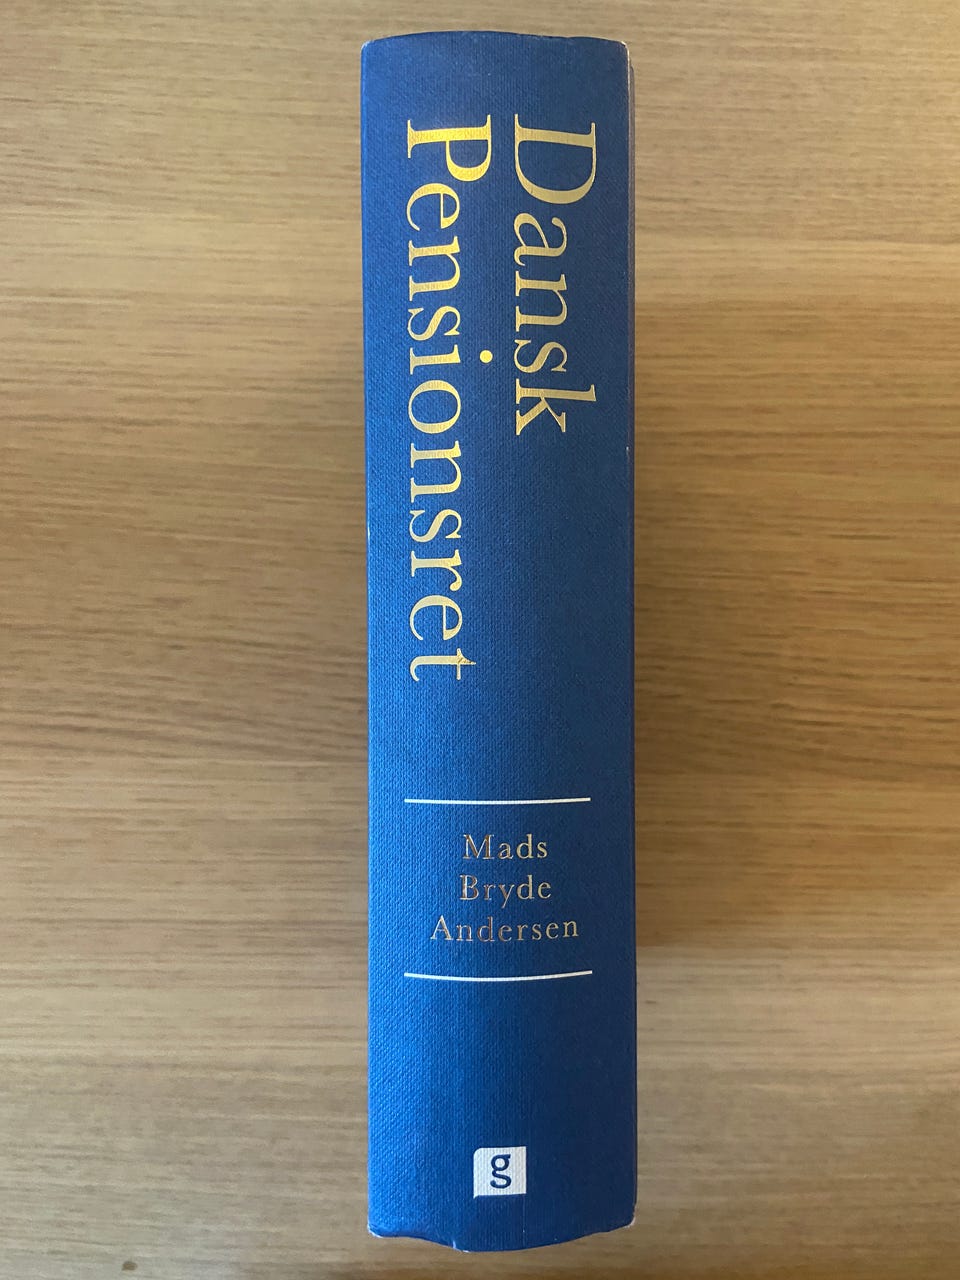 Dansk
Pensionsret
Mads
Bryde
Andersen
g